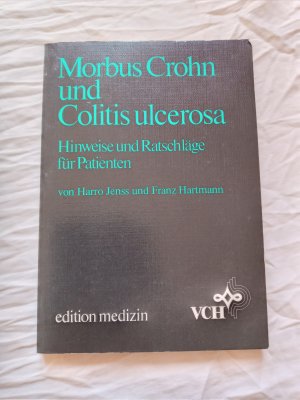 Morbus Crohn
und
Colitis ulcerosa
Hinweise und Ratschläge
für Patienten
von Harro Jenss und Franz Hartmann
edition medizin
VCH